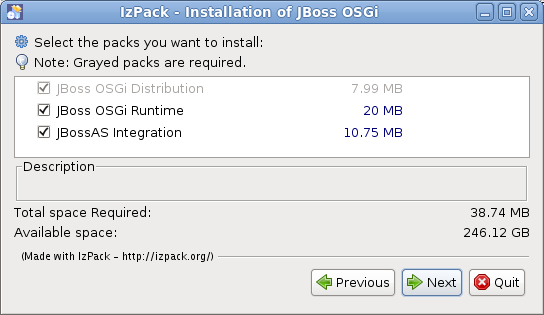 IzPack - Installation of JBoss OSGi
Select the packs you want to install:
Note: Grayed packs are required.
JBoss OSGi Distribution 7.99 MB
JBoss OSGi Runtime 20 MB
JBossAS Integration 10.75 MB
Description
Total space Required: 38.74 MB
Available space: 246.12 GB
(Made with IzPack - http://izpack.org/)
Previous Next Quit